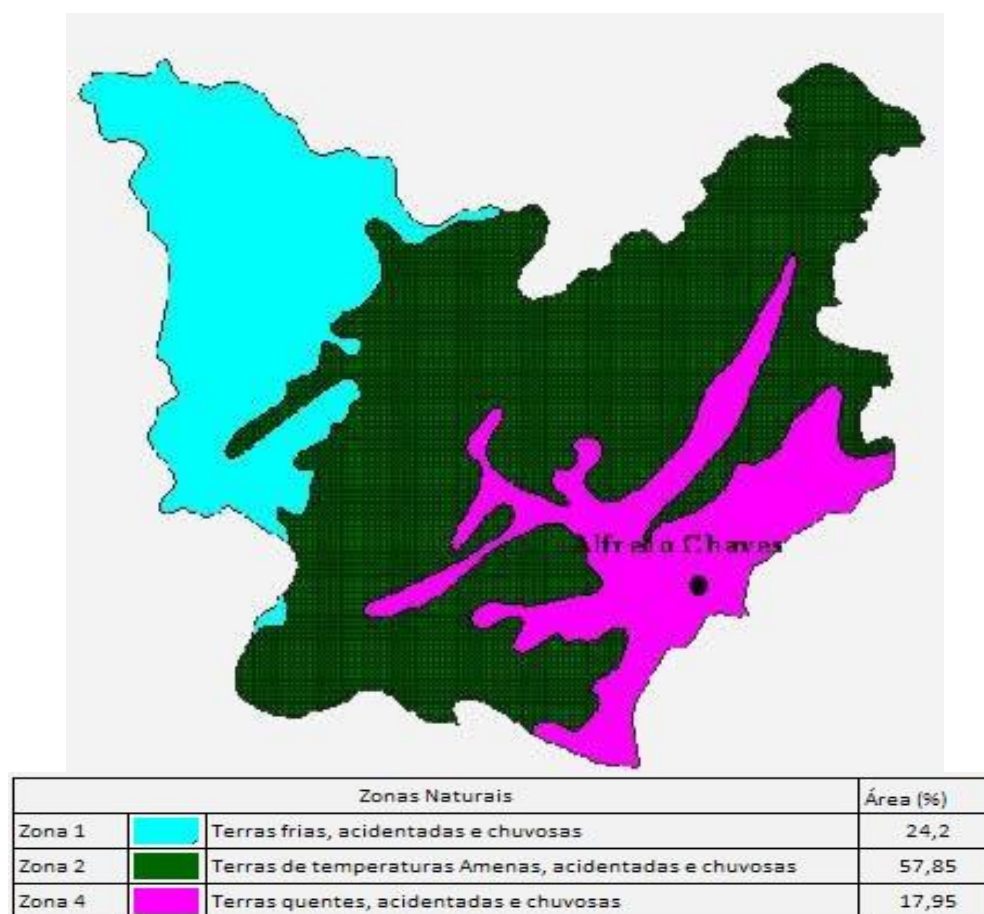 Alfredo Chaves
Zonas Naturais Área (%)
Zona 1 Terras frias, acidentadas e chuvosas 24,2
Zona 2 Terras de temperaturas Amenas, acidentadas e chuvosas 57,85
Zona 4 Terras quentes, acidentadas e chuvosas 17,95